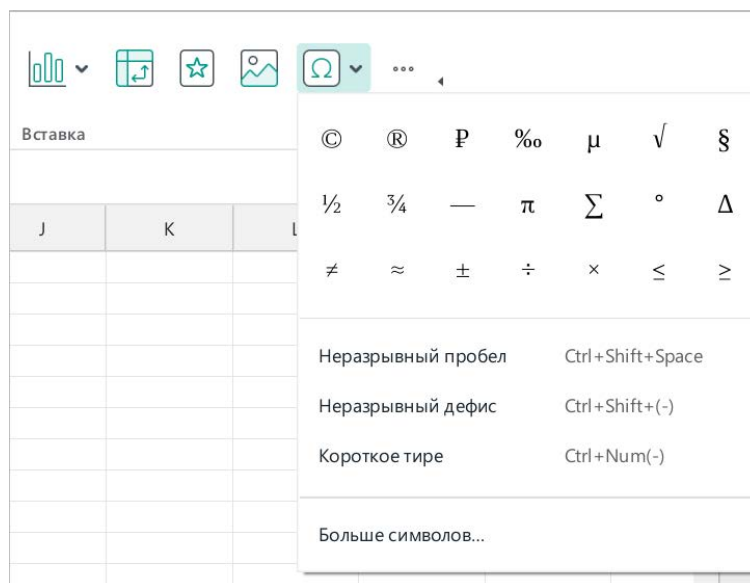 Ω
Вставка
© ® ₽ ‰ µ √ §
½ ¾ — π ∑ ° Δ
J K L
≠ ≈ ± ÷ × ≤ ≥
Неразрывный пробел Ctrl+Shift+Space
Неразрывный дефис Ctrl+Shift+(-)
Короткое тире Ctrl+Num(-)
Больше символов...